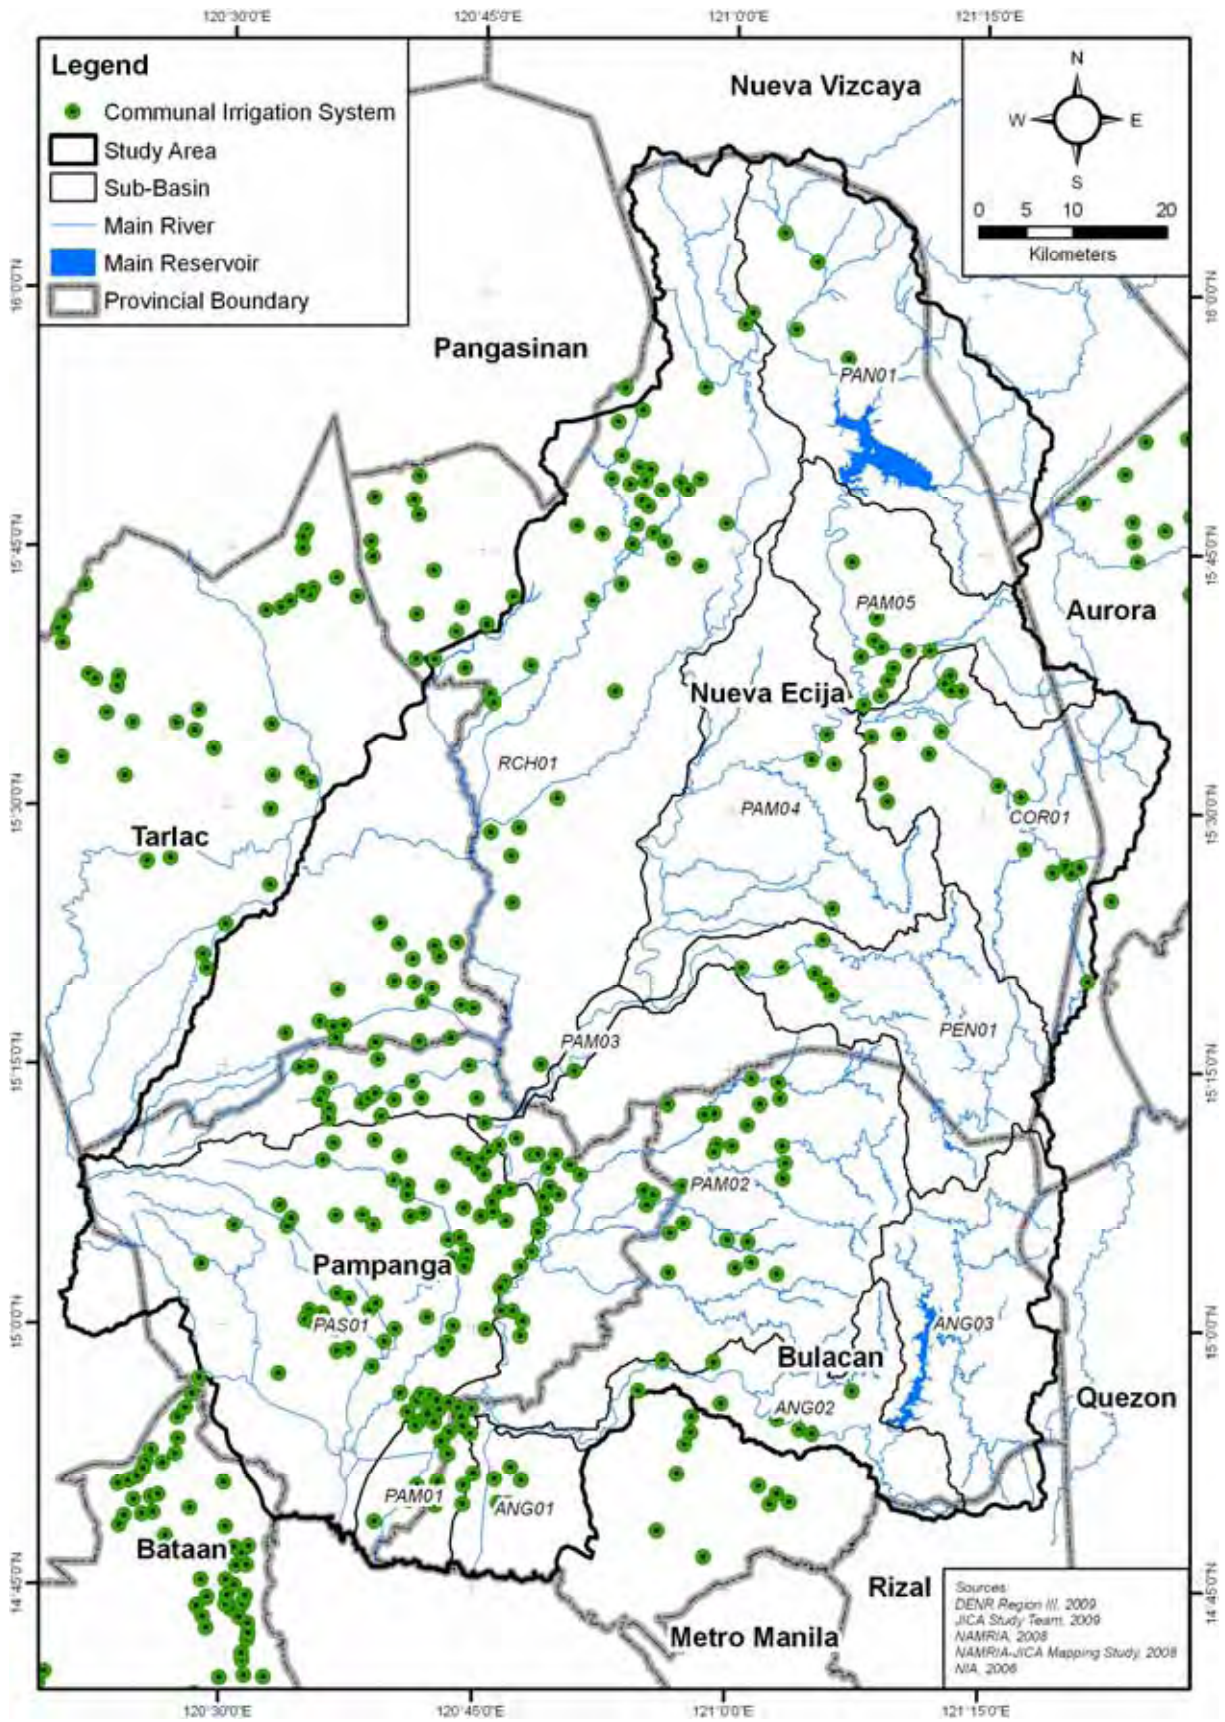 120°30'0"E
120°45'0"E
121°0'0"E
121°15'0"E
Legend
Communal Irrigation System
Study Area
Sub-Basin
Main River
Main Reservoir
Provincial Boundary
N
W
E
S
0 5 10 20
Kilometers
Nueva Vizcaya
16°0'0"N
16°0'0"N
Pangasinan
PAN01
15°45'0"N
15°45'0"N
PAM05
Aurora
Nueva Ecija
RCH01
15°30'0"N
PAM04
COR01
15°30'0"N
Tarlac
PAM03
PEN01
15°15'0"N
15°15'0"N
PAM02
Pampanga
PAS01
ANG03
15°0'0"N
15°0'0"N
Bulacan
Quezon
ANG02
PAM01
ANG01
Bataan
Rizal
14°45'0"N
14°45'0"N
Metro Manila
Sources:
DENR Region III, 2009
JICA Study Team, 2009
NAMRIA, 2008
NAMRIA-JICA Mapping Study, 2008
NIA, 2006
120°30'0"E
120°45'0"E
121°0'0"E
121°15'0"E